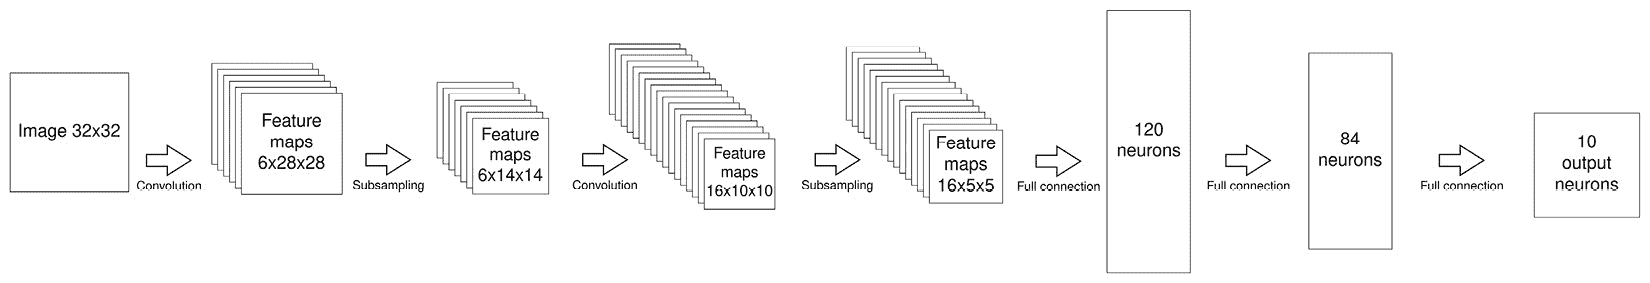 Image 32x32
Convolution
Feature
maps
6x28x28
Subsampling
Feature
maps
6x14x14
Convolution
Feature
maps
16x10x10
Subsampling
Feature
maps
16x5x5
Full connection
120
neurons
Full connection
84
neurons
Full connection
10
output
neurons